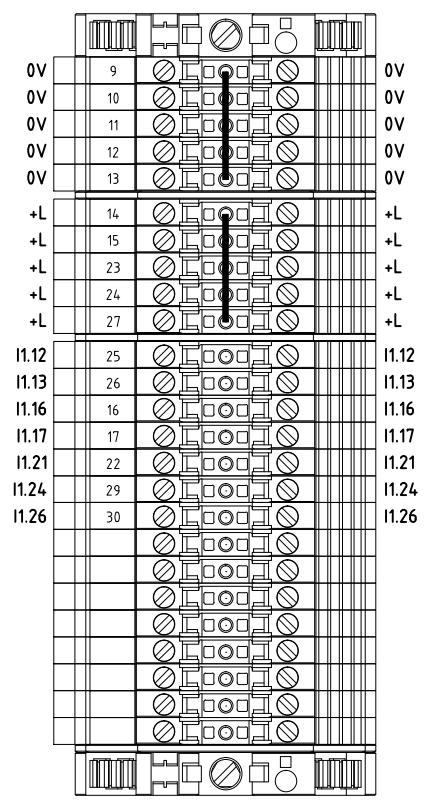 0V 9 0V
0V 10 0V
0V 11 0V
0V 12 0V
0V 13 0V
+L 14 +L
+L 15 +L
+L 23 +L
+L 24 +L
+L 27 +L
I1.12 25 I1.12
I1.13 26 I1.13
I1.16 16 I1.16
I1.17 17 I1.17
I1.21 22 I1.21
I1.24 29 I1.24
I1.26 30 I1.26